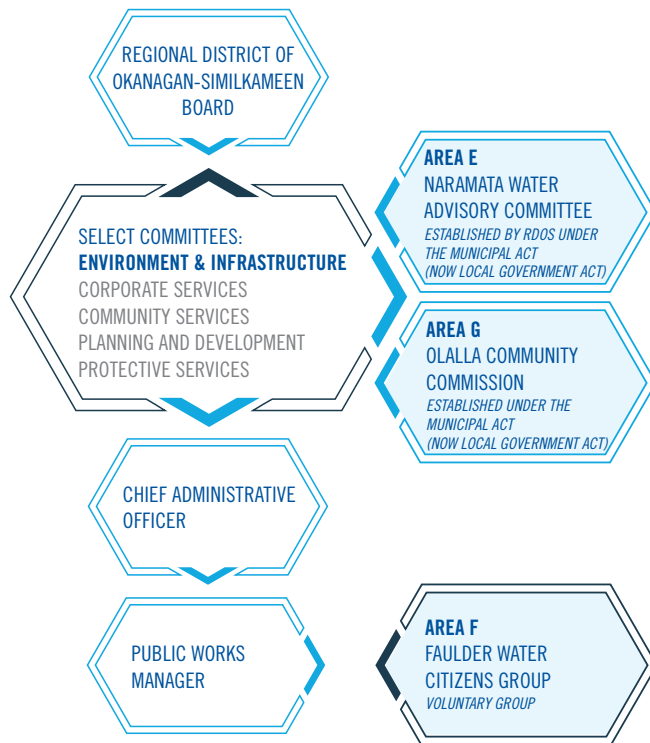 REGIONAL DISTRICT OF
OKANAGAN-SIMILKAMEEN
BOARD
SELECT COMMITTEES:
ENVIRONMENT & INFRASTRUCTURE
CORPORATE SERVICES
COMMUNITY SERVICES
PLANNING AND DEVELOPMENT
PROTECTIVE SERVICES
AREA E
NARAMATA WATER
ADVISORY COMMITTEE
ESTABLISHED BY RDOS UNDER
THE MUNICIPAL ACT
(NOW LOCAL GOVERNMENT ACT)
AREA G
OLALLA COMMUNITY
COMMISSION
ESTABLISHED UNDER THE
MUNICIPAL ACT
(NOW LOCAL GOVERNMENT ACT)
CHIEF ADMINISTRATIVE
OFFICER
PUBLIC WORKS
MANAGER
AREA F
FAULDER WATER
CITIZENS GROUP
VOLUNTARY GROUP